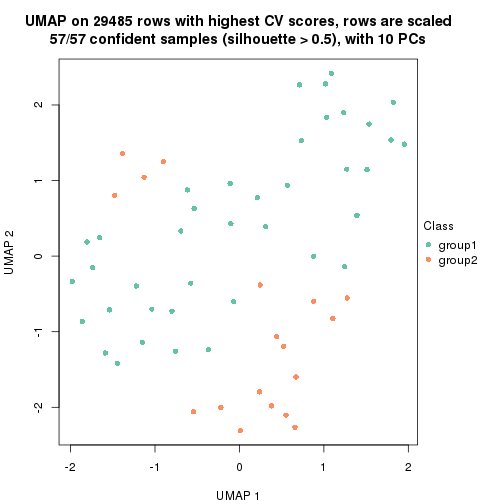 UMAP on 29485 rows with highest CV scores, rows are scaled
57/57 confident samples (silhouette > 0.5), with 10 PCs
2
1
0
-1
-2
UMAP 2
-2
-1
0
1
2
UMAP 1
Class
group1
group2